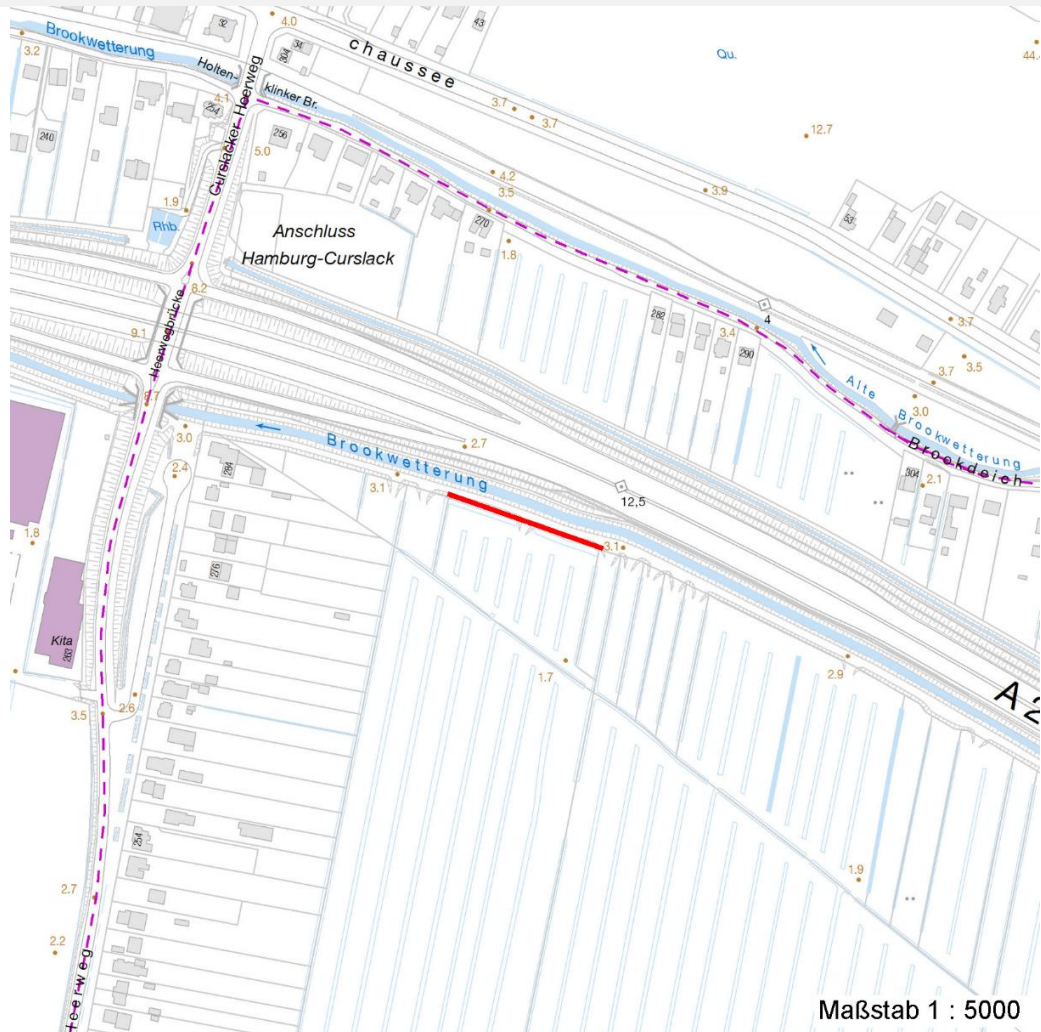 4.0
43
32
34
304
chaussee
Qu.
44.
3.2
Brookwetterung
Holten-
klinker Br.
4.1
254
3.7
3.7
12.7
240
256
5.0
Curslacker Heerweg
4.2
3.5
3.9
1.9
Rhb.
Anschluss
Hamburg-Curslack
270
1.8
53
8.2
Heerwegbrücke
9.1
282
3.4
4
290
3.7
3.5
3.7
3.0
Alte
Brookwetterung
Brookdeich
3.0
2.7
Brookwetterung
284
2.4
3.1
12,5
304
2.1
1.8
276
3.1
Kita
263
1.7
2.9
A 2
3.5
2.6
254
1.9
2.7
2.2
Heerweg
Maßstab 1 : 5000